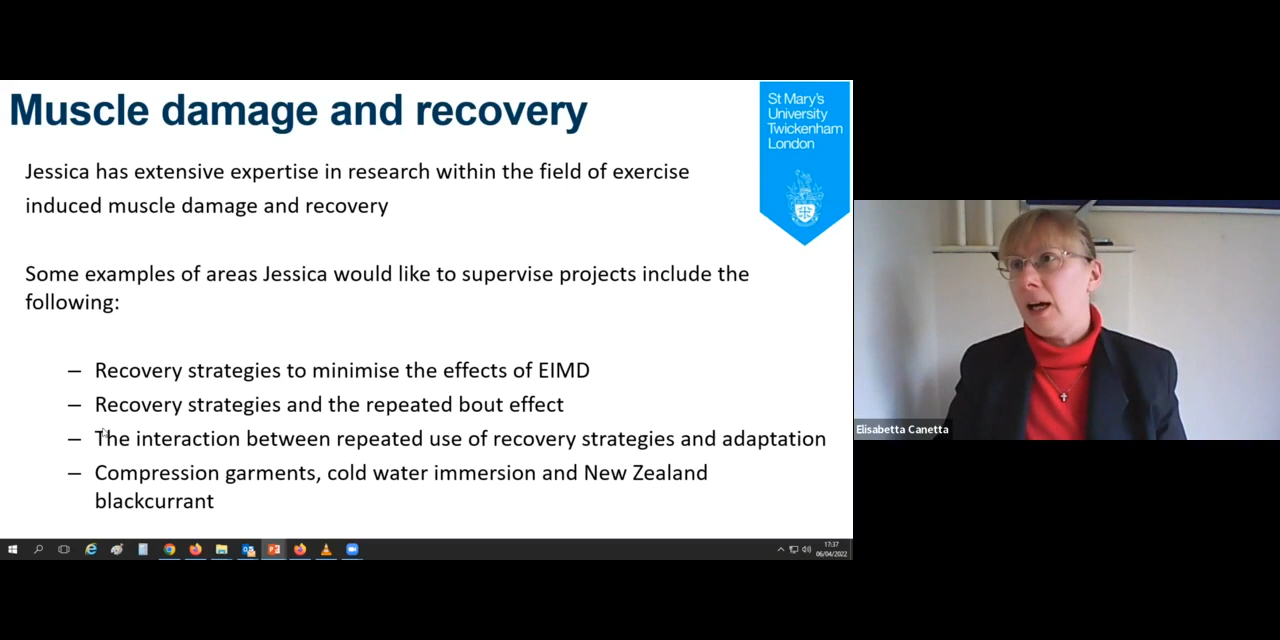 Muscle damage and recovery
St Mary's
University
Twickenham
London
Jessica has extensive expertise in research within the field of exercise
induced muscle damage and recovery
Some examples of areas Jessica would like to supervise projects include the
following:
– Recovery strategies to minimise the effects of EIMD
– Recovery strategies and the repeated bout effect
– The interaction between repeated use of recovery strategies and adaptation
– Compression garments, cold water immersion and New Zealand
blackcurrant
Elisabetta Canetta
17:37
06/04/2022